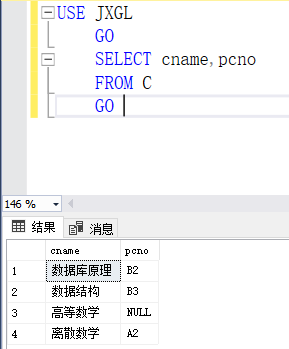 USE JXGL
GO
SELECT cname,pcno
FROM C
GO
146 %
结果 消息
cname pcno
1 数据库原理 B2
2 数据结构 B3
3 高等数学 NULL
4 离散数学 A2